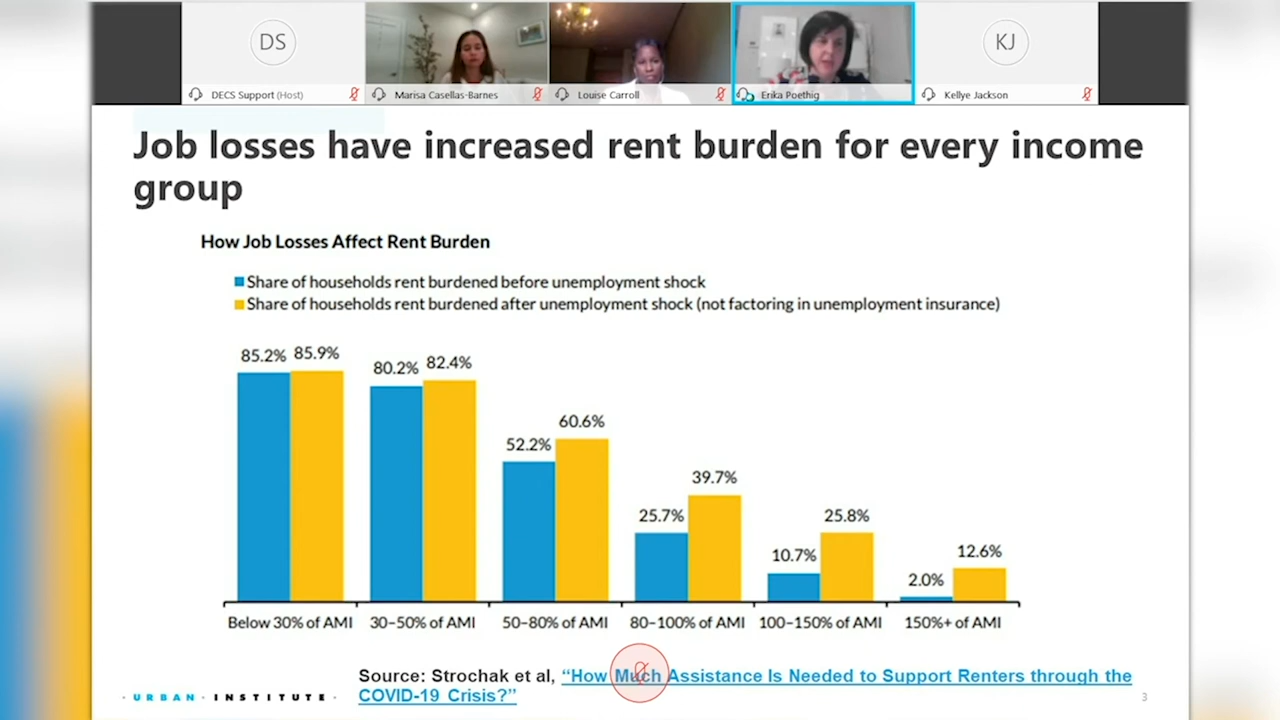 DS
KJ
DECS Support (Host)
Marisa Casellas-Barnes
Louise Carroll
Erika Poethig
Kellye Jackson
Job losses have increased rent burden for every income
group
How Job Losses Affect Rent Burden
Share of households rent burdened before unemployment shock
Share of households rent burdened after unemployment shock (not factoring in unemployment insurance)
85.2% 85.9%
80.2% 82.4%
52.2% 60.6%
25.7% 39.7%
10.7% 25.8%
2.0% 12.6%
Below 30% of AMI 30–50% of AMI 50–80% of AMI 80–100% of AMI 100–150% of AMI 150%+ of AMI
Source: Strochak et al, “How Much Assistance Is Needed to Support Renters through the
COVID-19 Crisis?”
· URBAN · INSTITUTE ·
3